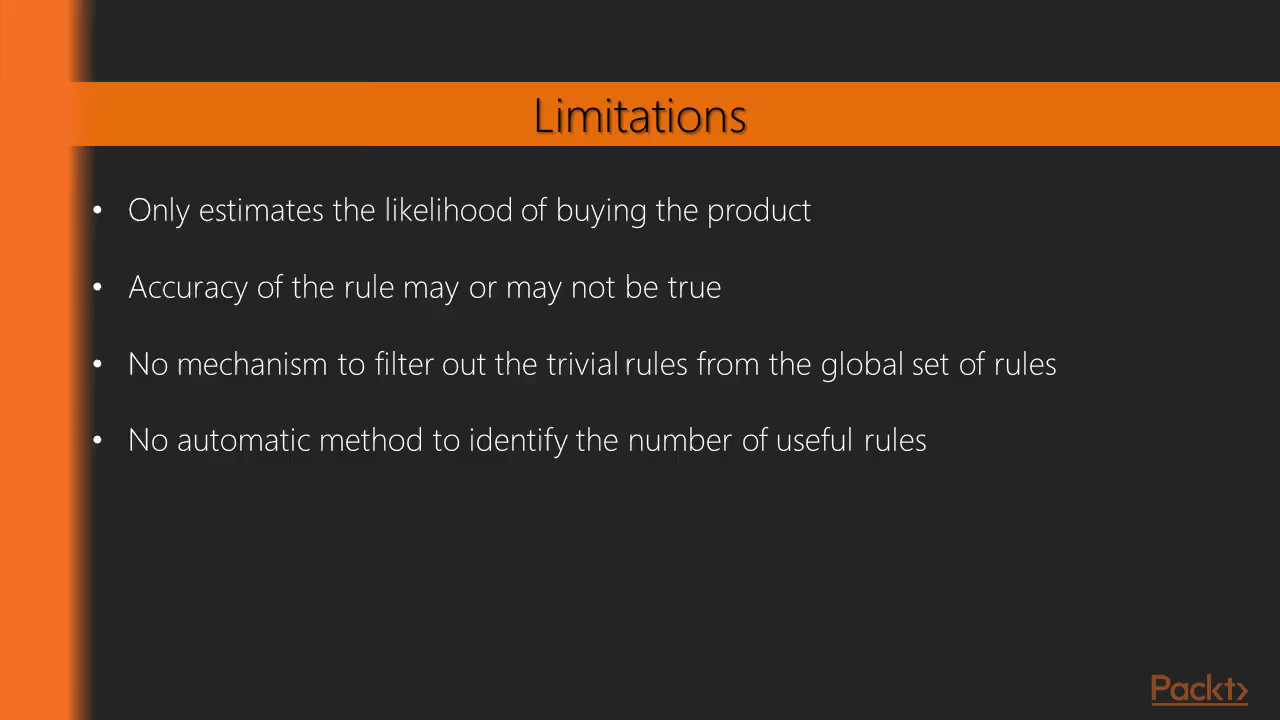 Limitations
• Only estimates the likelihood of buying the product
• Accuracy of the rule may or may not be true
• No mechanism to filter out the trivial rules from the global set of rules
• No automatic method to identify the number of useful rules
Packt>